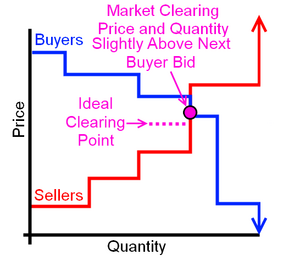 Market Clearing
Price and Quantity
Slightly Above Next
Buyer Bid
Buyers
Ideal
Clearing
Point
Price
Sellers
Quantity